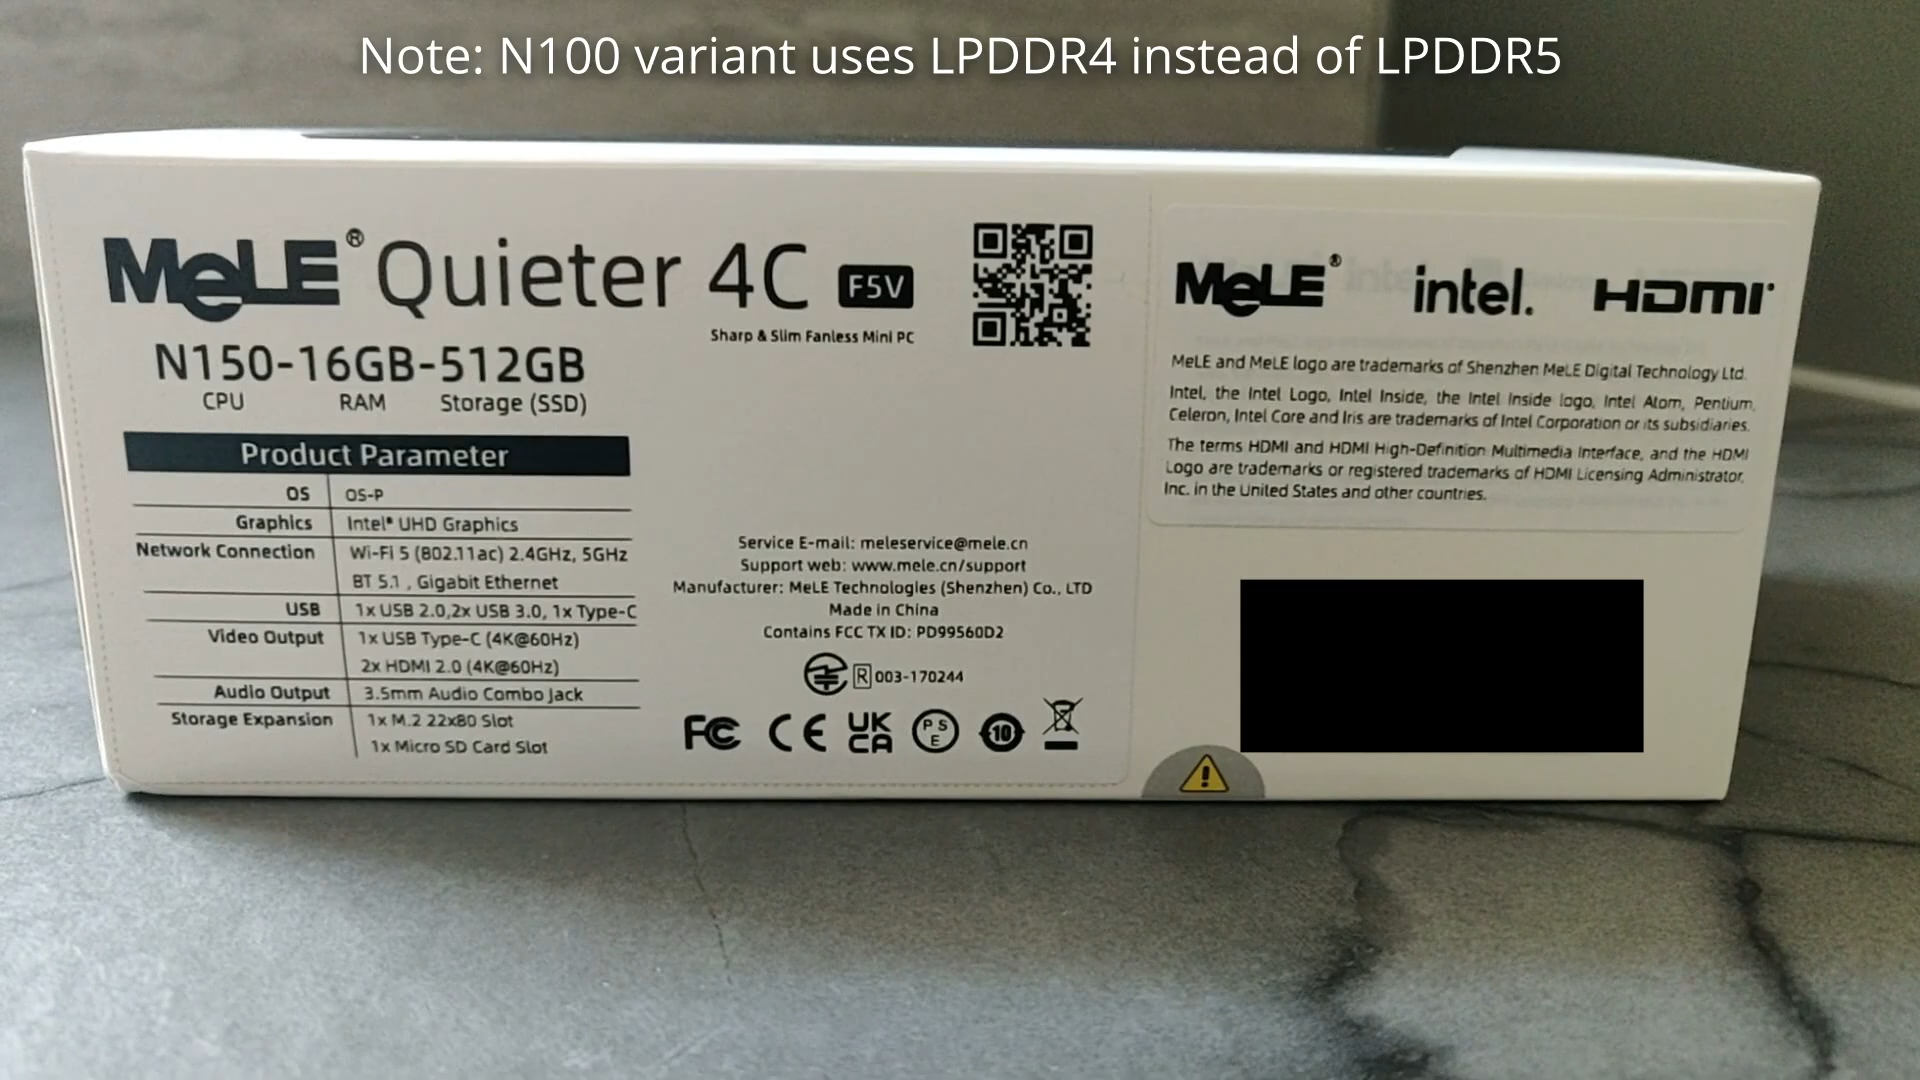 Note: N100 variant uses LPDDR4 instead of LPDDR5
MeLE® Quieter 4C F5V
Sharp & Slim Fanless Mini PC
N150-16GB-512GB
CPU RAM Storage (SSD)
Product Parameter
OS OS-P
Graphics Intel® UHD Graphics
Network Connection Wi-Fi 5 (802.11ac) 2.4GHz, 5GHz
BT 5.1 , Gigabit Ethernet
USB 1x USB 2.0,2x USB 3.0, 1x Type-C
Video Output 1x USB Type-C (4K@60Hz)
2x HDMI 2.0 (4K@60Hz)
Audio Output 3.5mm Audio Combo Jack
Storage Expansion 1x M.2 22x80 Slot
1x Micro SD Card Slot
Service E-mail: meleservice@mele.cn
Support web: www.mele.cn/support
Manufacturer: MeLE Technologies (Shenzhen) Co., LTD
Made in China
Contains FCC TX ID: PD99560D2
R 003-170244
FC CE UK CA PSE 10
MeLE® intel. HDMI
MeLE and MeLE logo are trademarks of Shenzhen MeLE Digital Technology Ltd.
Intel, the Intel Logo, Intel Inside, the Intel Inside logo, Intel Atom, Pentium,
Celeron, Intel Core and Iris are trademarks of Intel Corporation or its subsidiaries.
The terms HDMI and HDMI High-Definition Multimedia Interface, and the HDMI
Logo are trademarks or registered trademarks of HDMI Licensing Administrator,
Inc. in the United States and other countries.